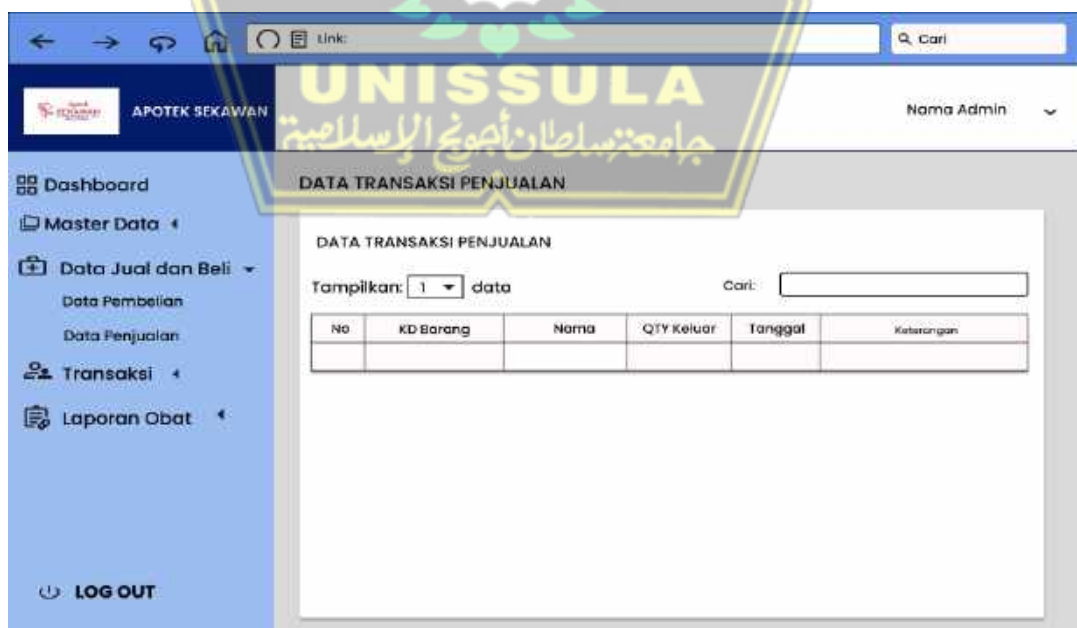 Link:
Cari
UNISSULA
جامعتنسلطان أجونج الإسلامية
APOTEK SEKAWAN
Nama Admin
Dashboard
DATA TRANSAKSI PENJUALAN
Master Data
DATA TRANSAKSI PENJUALAN
Data Jual dan Beli
Tampilkan: 1 data
Cari:
Data Pembelian
Data Penjualan
No KD Barang Nama QTY Keluar Tanggal Keterangan
Transaksi
Laporan Obat
LOG OUT